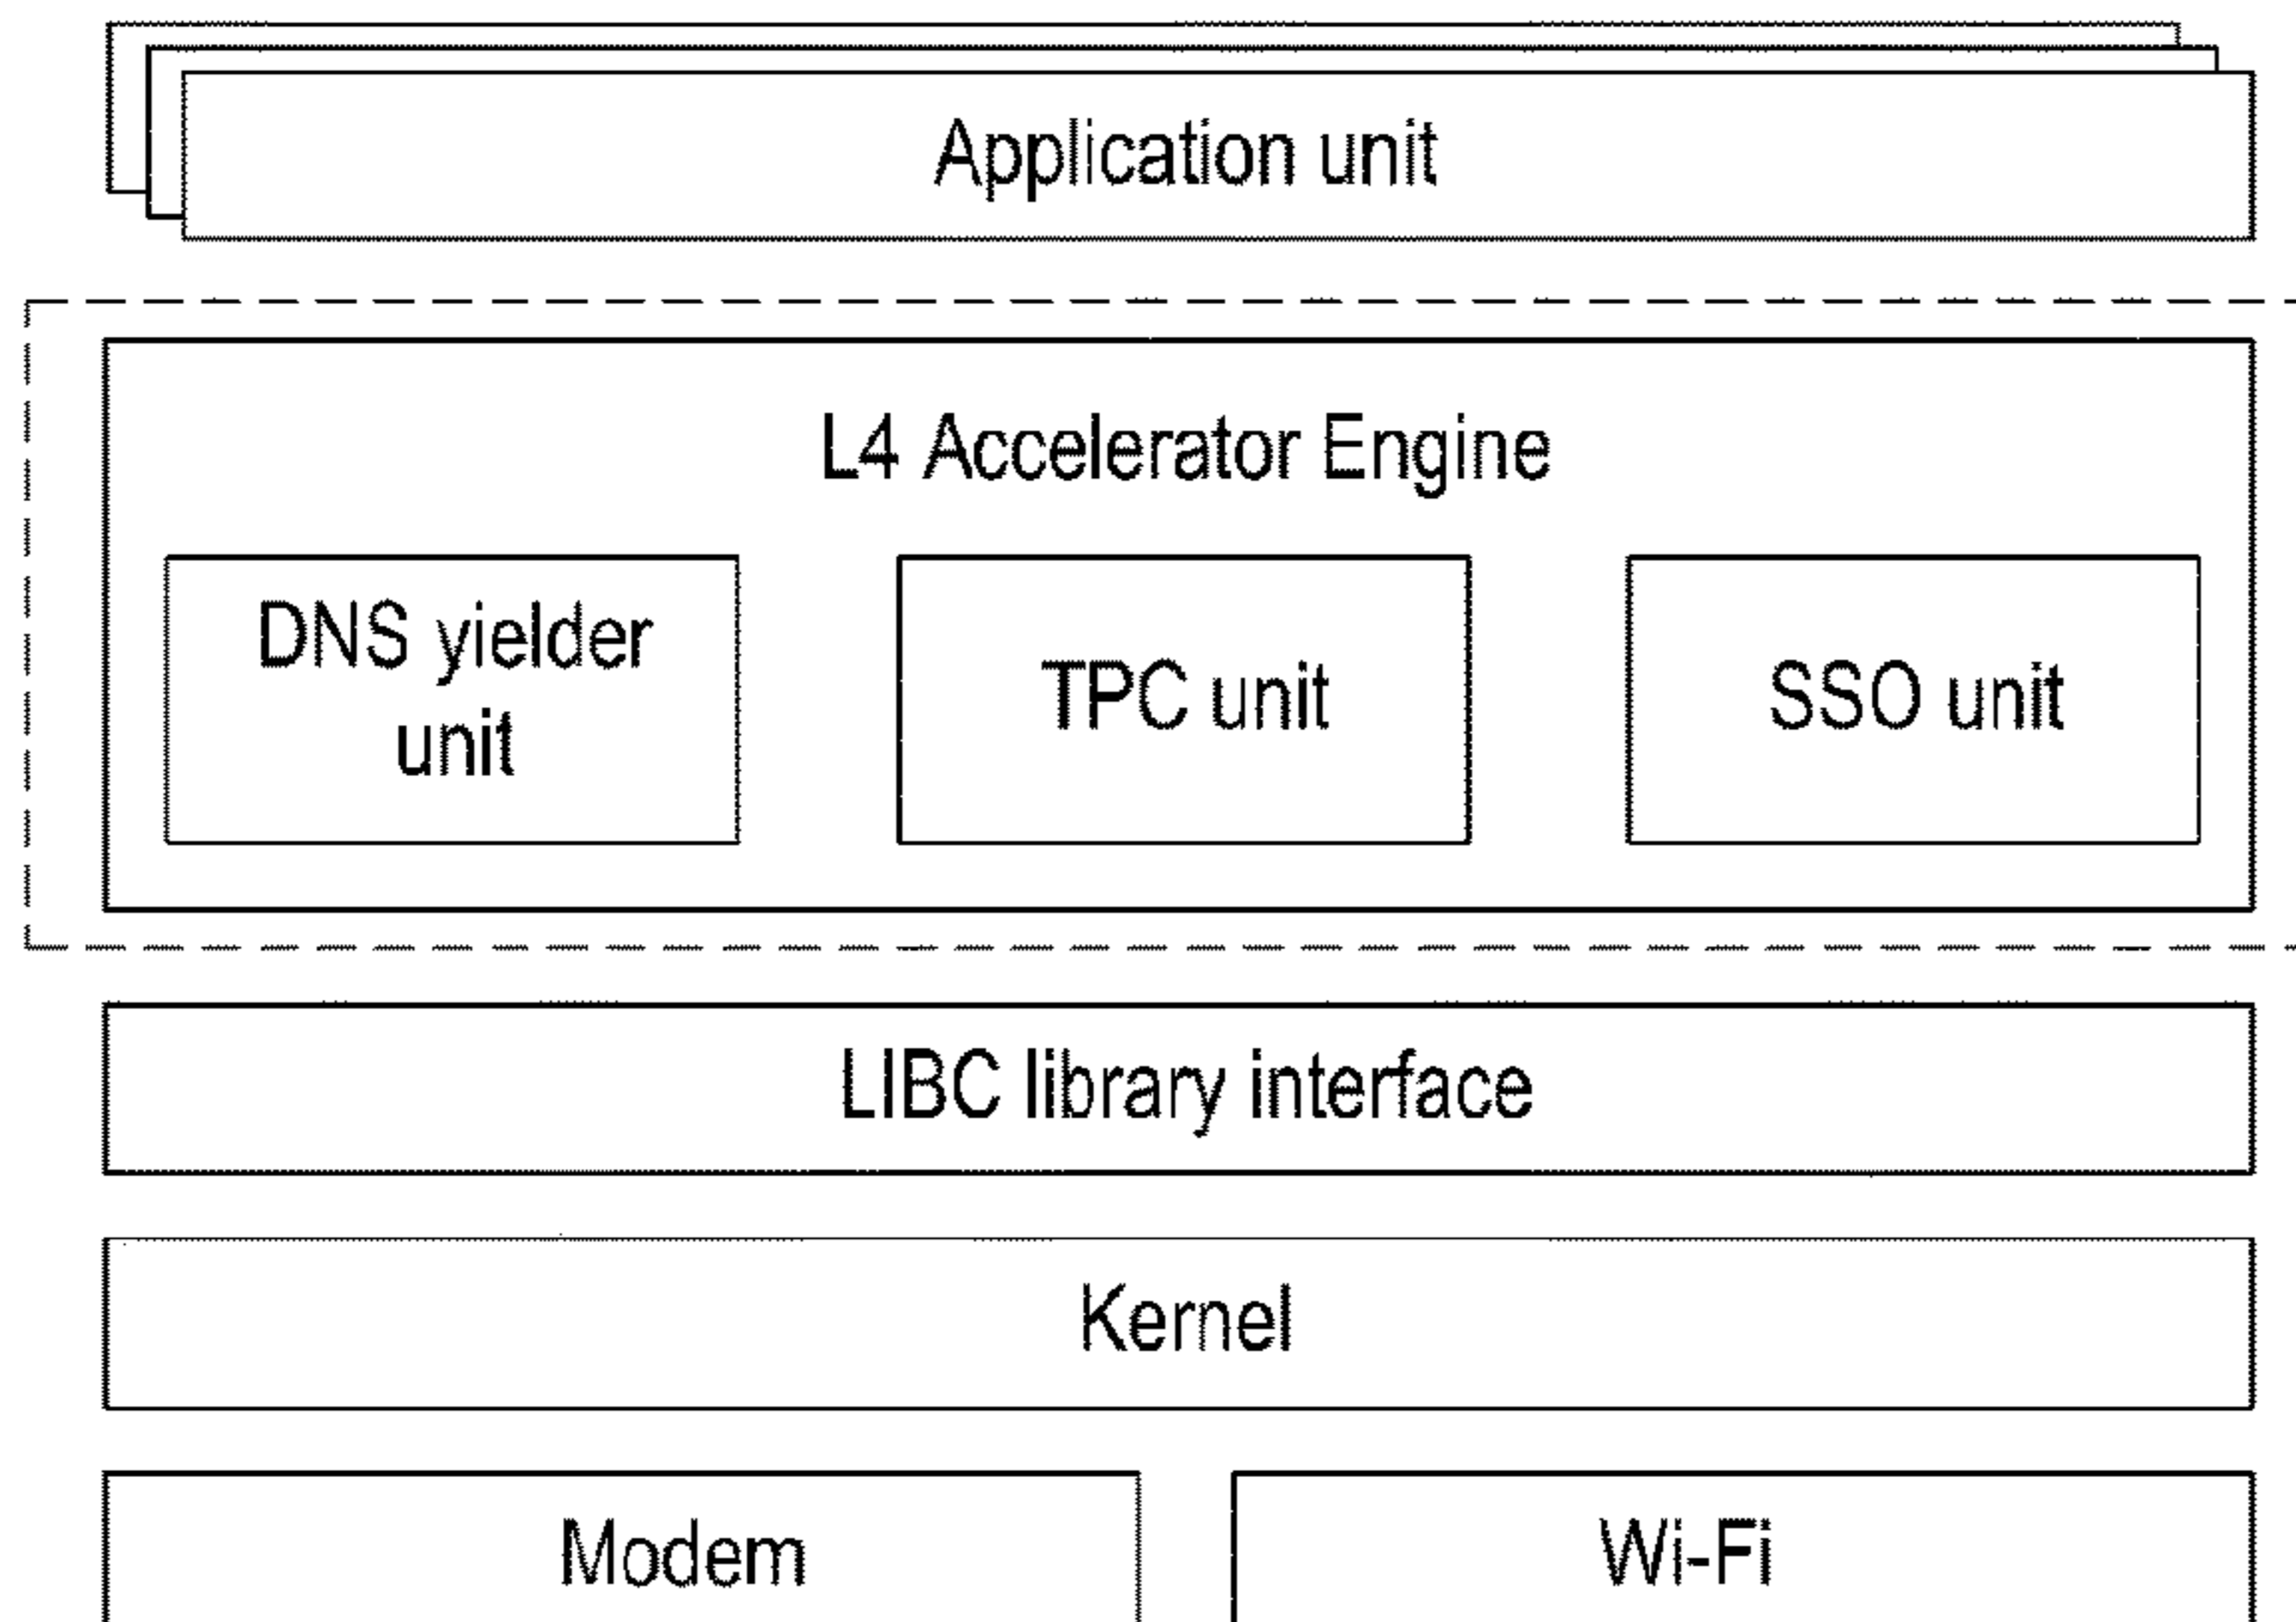 Application unit
L4 Accelerator Engine
DNS yielder
unit
TPC unit
SSO unit
LIBC library interface
Kernel
Modem
Wi-Fi